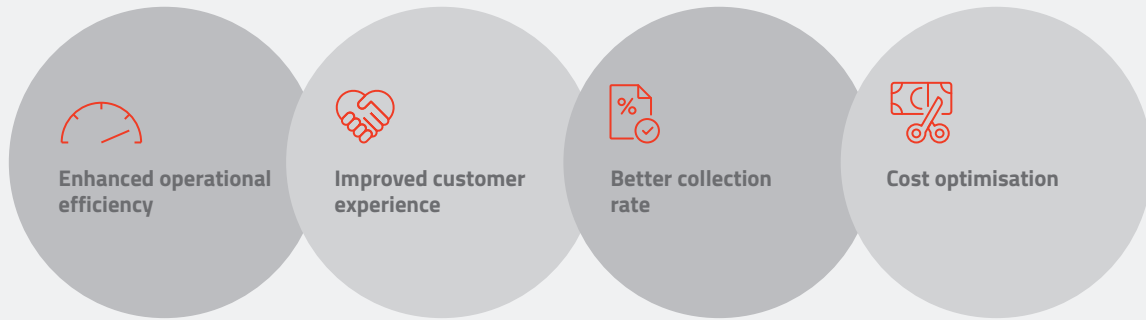 Enhanced operational
efficiency
Improved customer
experience
%
Better collection
rate
Cost optimisation